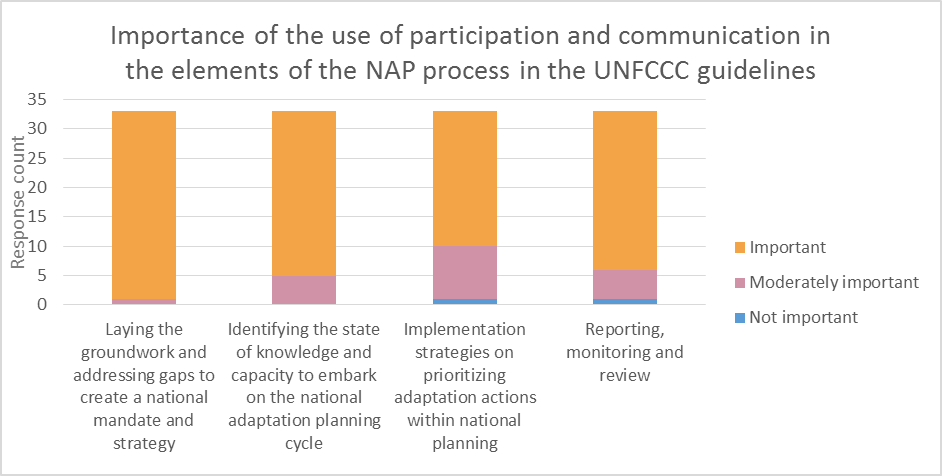 Importance of the use of participation and communication in
the elements of the NAP process in the UNFCCC guidelines
35
30
25
20
15
10
5
0
Response count
Laying the
groundwork and
addressing gaps to
create a national
mandate and
strategy
Identifying the state
of knowledge and
capacity to embark
on the national
adaptation planning
cycle
Implementation
strategies on
prioritizing
adaptation actions
within national
planning
Reporting,
monitoring and
review
Important
Moderately important
Not important